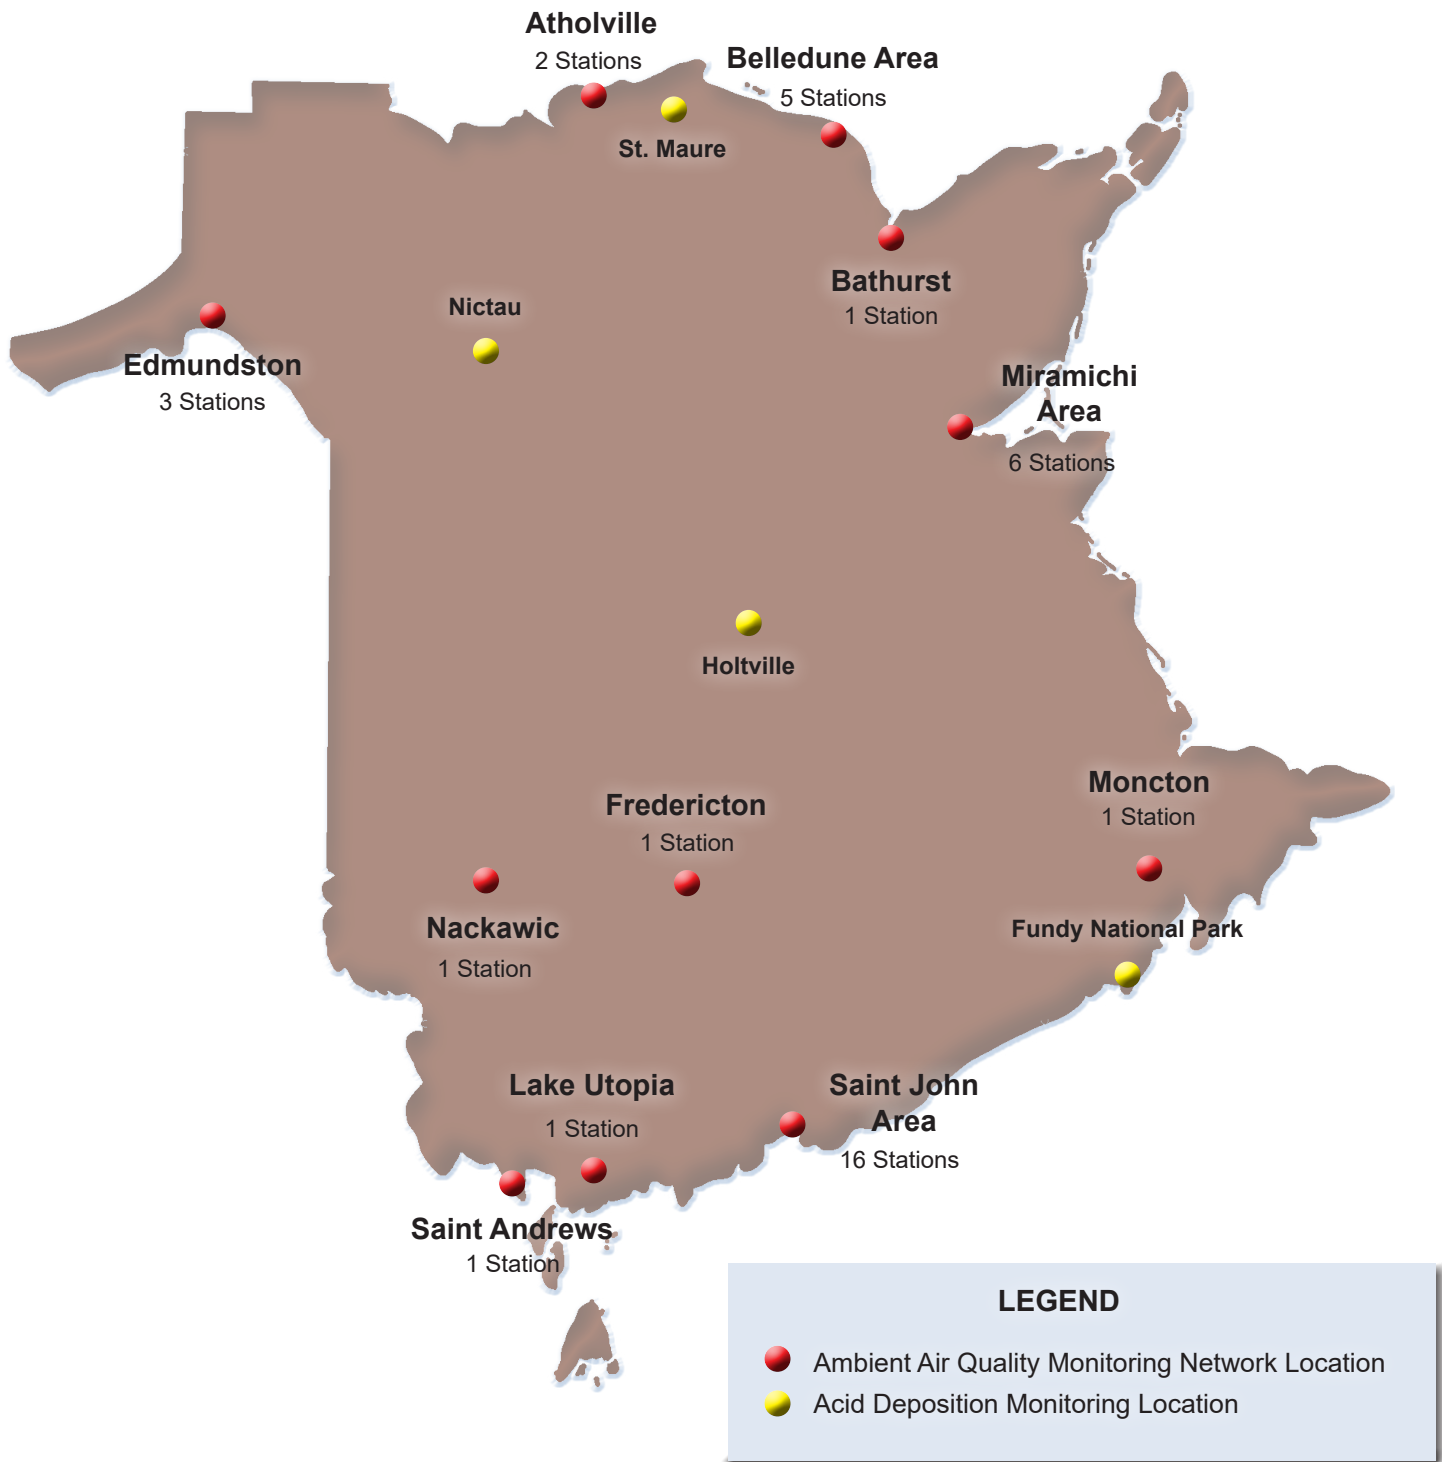 Atholville
2 Stations
Belledune Area
5 Stations
St. Maure
Bathurst
1 Station
Nictau
Edmundston
3 Stations
Miramichi
Area
6 Stations
Holtville
Moncton
1 Station
Fredericton
1 Station
Nackawic
1 Station
Fundy National Park
Lake Utopia
1 Station
Saint John
Area
16 Stations
Saint Andrews
1 Station
LEGEND
Ambient Air Quality Monitoring Network Location
Acid Deposition Monitoring Location